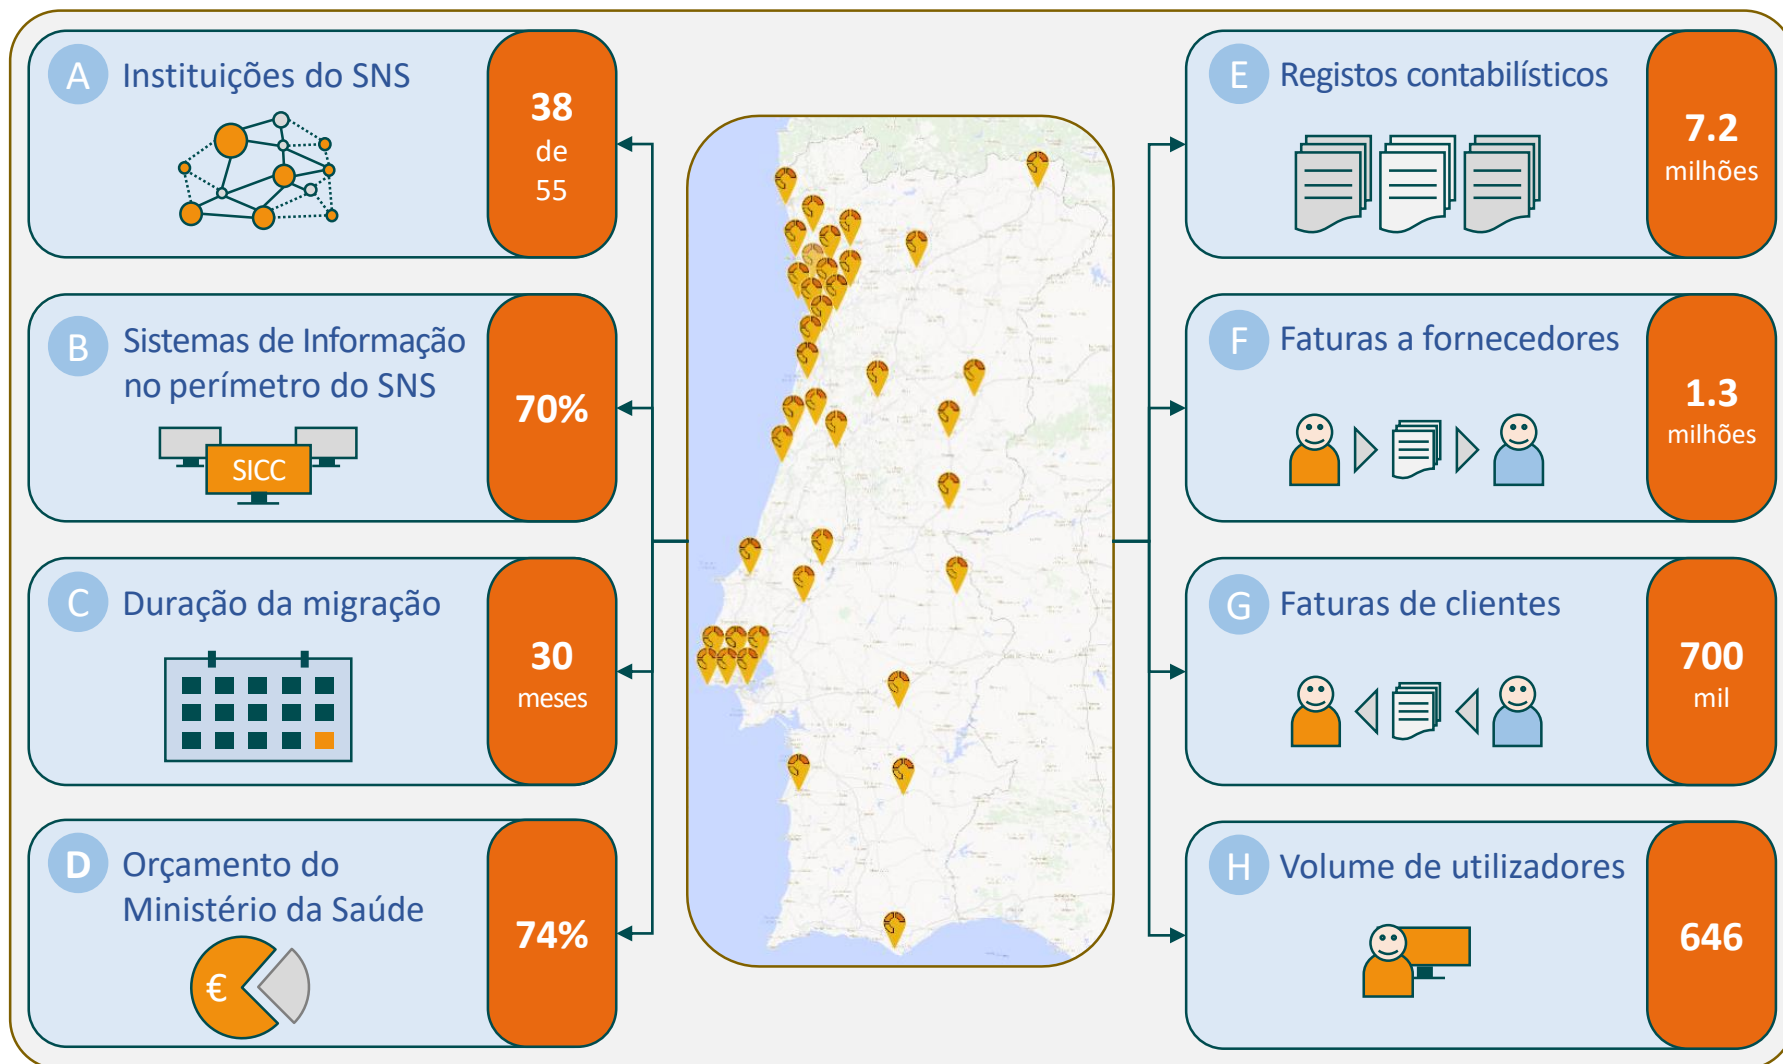 A
Instituições do SNS
38
de
55
B
Sistemas de Informação
no perímetro do SNS
SICC
70%
C
Duração da migração
30
meses
D
Orçamento do
Ministério da Saúde
€
74%
E
Registos contabilísticos
7.2
milhões
F
Faturas a fornecedores
1.3
milhões
G
Faturas de clientes
700
mil
H
Volume de utilizadores
646